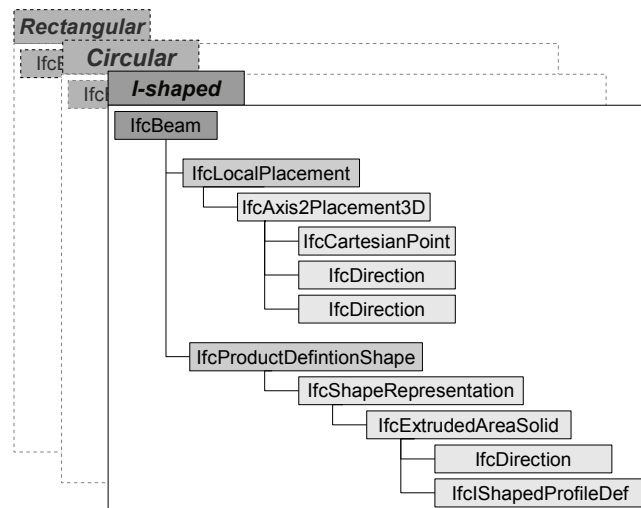 Rectangular
Circular
I-shaped
IfcBeam
IfcLocalPlacement
IfcAxis2Placement3D
IfcCartesianPoint
IfcDirection
IfcDirection
IfcProductDefintionShape
IfcShapeRepresentation
IfcExtrudedAreaSolid
IfcDirection
IfcIShapedProfileDef